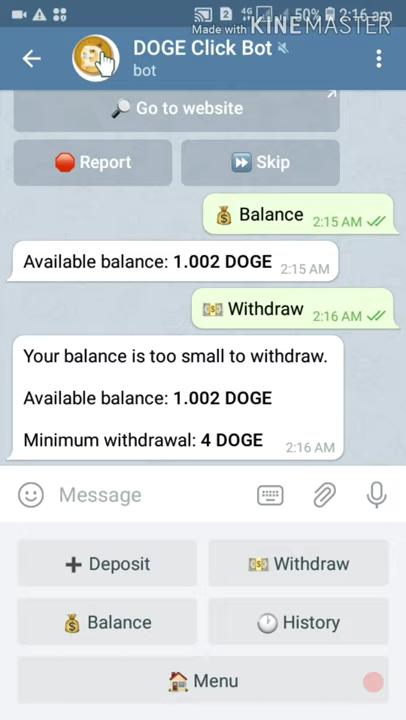 4G 50% 2:16 am
Made with KINEMASTER
DOGE Click Bot
bot
🔎 Go to website
🛑 Report
⏩ Skip
💰 Balance 2:15 AM
Available balance: 1.002 DOGE 2:15 AM
💵 Withdraw 2:16 AM
Your balance is too small to withdraw.
Available balance: 1.002 DOGE
Minimum withdrawal: 4 DOGE 2:16 AM
Message
➕ Deposit
💵 Withdraw
💰 Balance
🕐 History
🏠 Menu